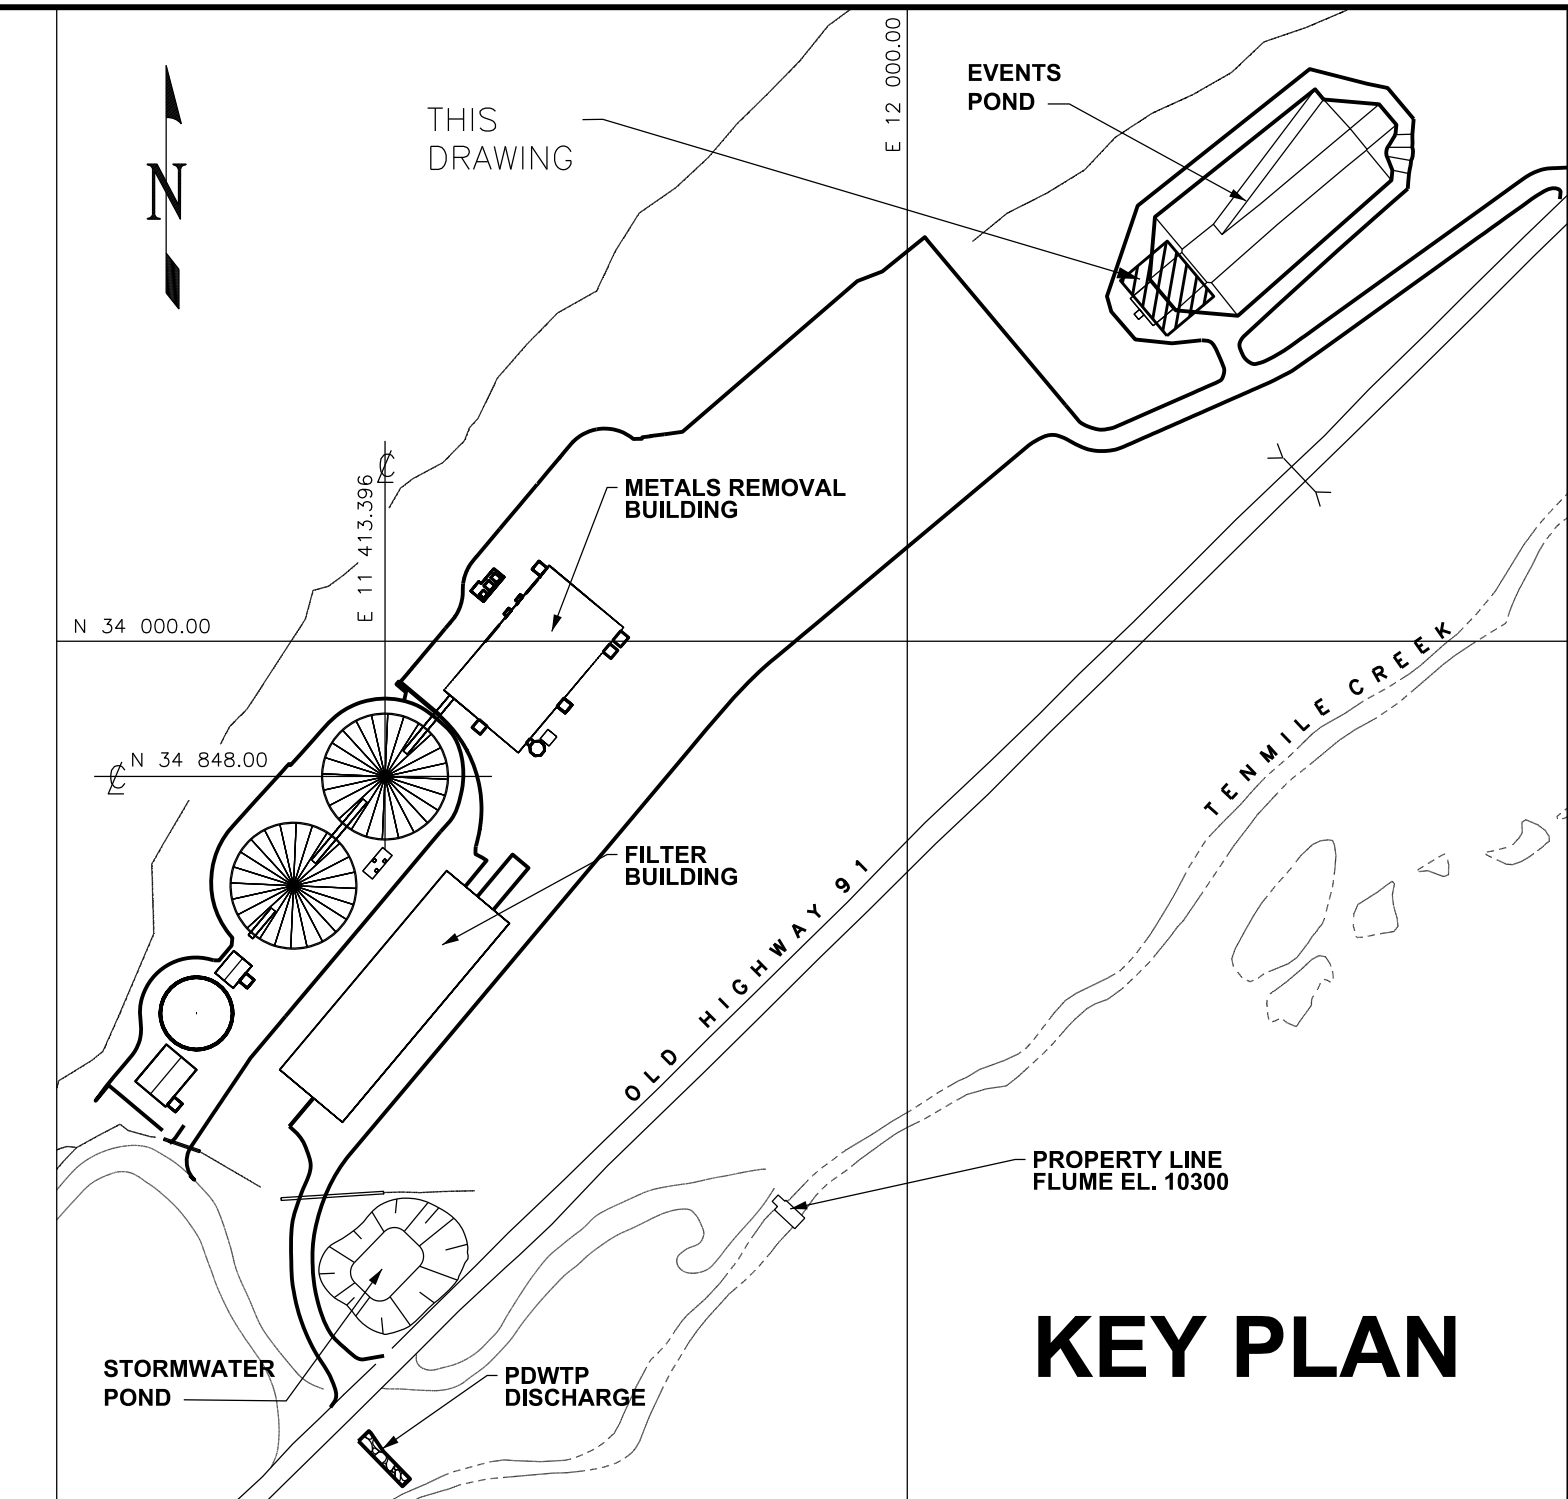 E 12 000.00
EVENTS
POND
THIS
DRAWING
N
METALS REMOVAL
BUILDING
E 11 413.396
N 34 000.00
N 34 848.00
TENMILE CREEK
FILTER
BUILDING
OLD HIGHWAY 91
PROPERTY LINE
FLUME EL. 10300
KEY PLAN
STORMWATER
POND
PDWTP
DISCHARGE